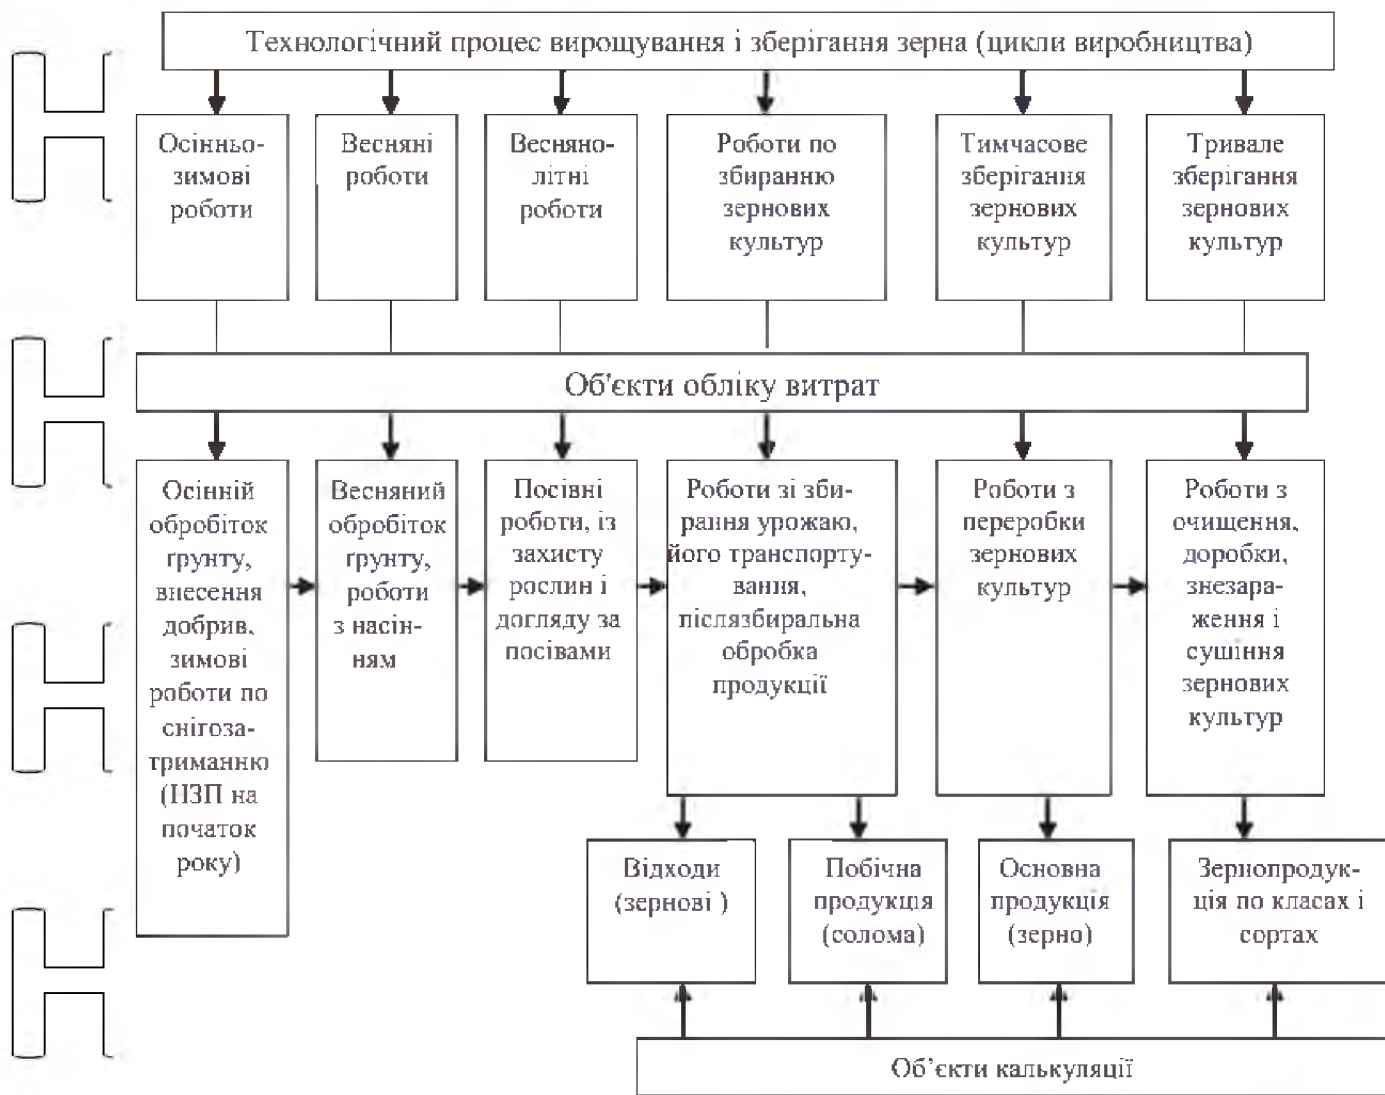 Технологічний процес вирощування і зберігання зерна (цикли виробництва)
Осінньо-
зимові
роботи
Весняні
роботи
Весняно-
літні
роботи
Роботи по
збиранню
зернових
культур
Тимчасове
зберігання
зернових
культур
Тривале
зберігання
зернових
культур
Об'єкти обліку витрат
Осінній
обробіток
ґрунту,
внесення
добрив,
зимові
роботи по
снігоза-
триманню
(НЗП на
початок
року)
Весняний
обробіток
ґрунту,
роботи
з насін-
ням
Посівні
роботи, із
захисту
рослин і
догляду за
посівами
Роботи зі зби-
рання урожаю,
його транспорту-
вання,
післязбиральна
обробка
продукції
Роботи з
переробки
зернових
культур
Роботи з
очищення,
доробки,
знезара-
ження і
сушіння
зернових
культур
Відходи
(зернові )
Побічна
продукція
(солома)
Основна
продукція
(зерно)
Зернопродук-
ція по класах і
сортах
Об’єкти калькуляції